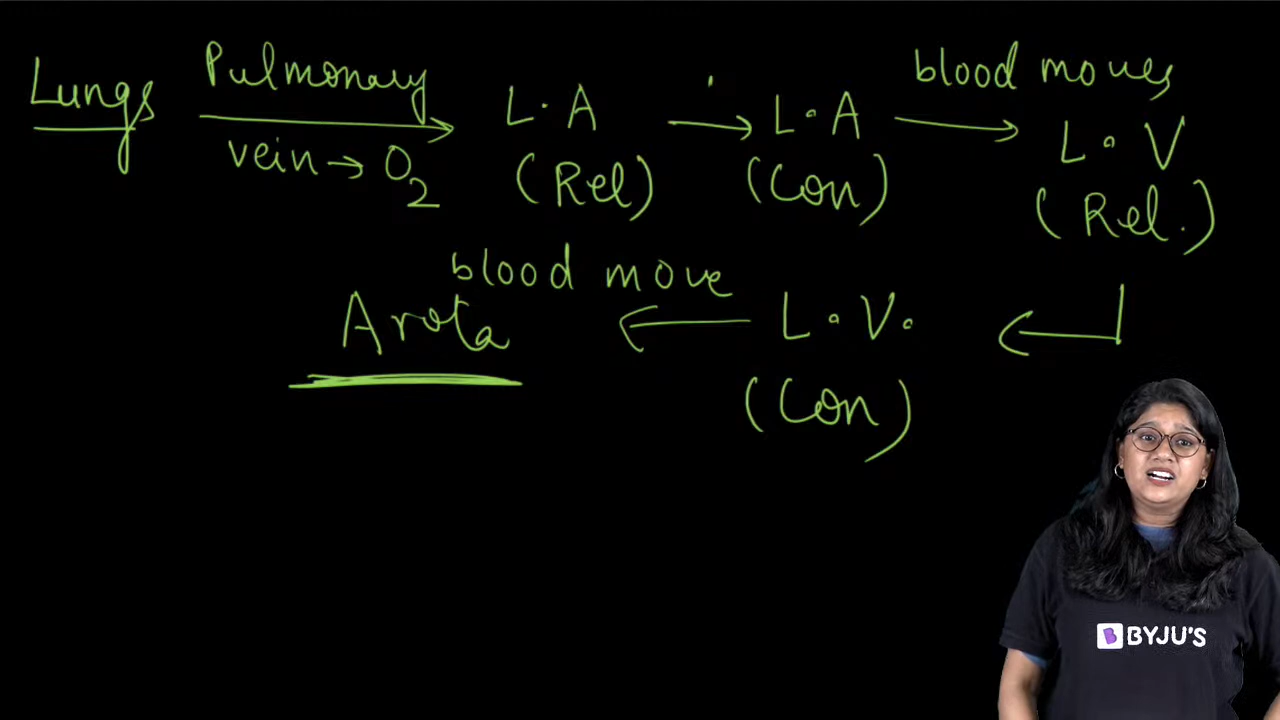 Lungs Pulmonary vein → O2 → L.A (Rel) → L.A (Con) → blood moves L.V (Rel.)
blood move
Arota ← L.V. (Con) ←
BYJU'S